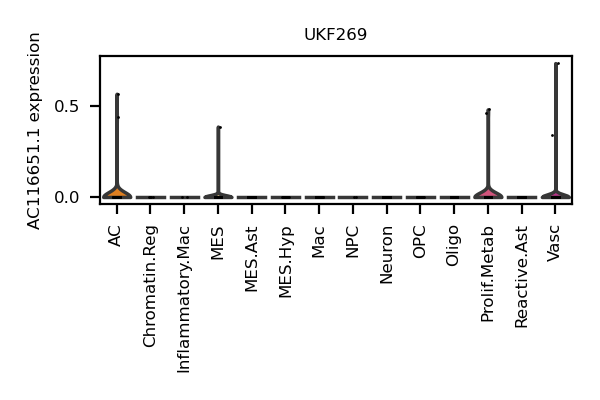 UKF269
AC116651.1 expression
0.5
0.0
AC
Chromatin.Reg
Inflammatory.Mac
MES
MES.Ast
MES.Hyp
Mac
NPC
Neuron
OPC
Oligo
Prolif.Metab
Reactive.Ast
Vasc